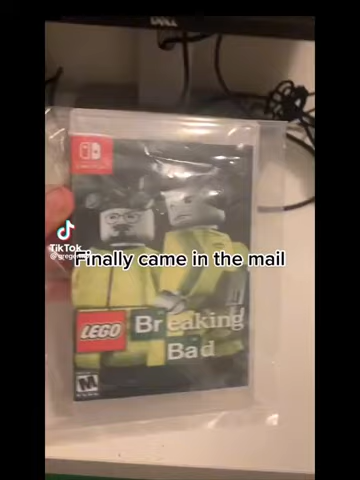 DELL
TikTok
Finally came in the mail
LEGO
Breaking
Bad
M